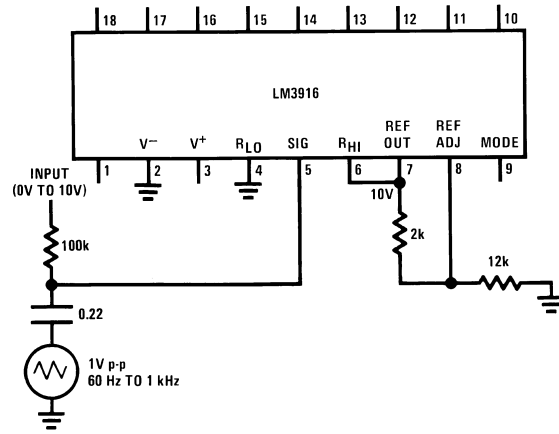 18 17 16 15 14 13 12 11 10
LM3916
REF REF
V− V+ RLO SIG RHI OUT ADJ MODE
1 2 3 4 5 6 7 8 9
INPUT
(0V TO 10V)
10V
100k
2k
12k
0.22
1V p-p
60 Hz TO 1 kHz